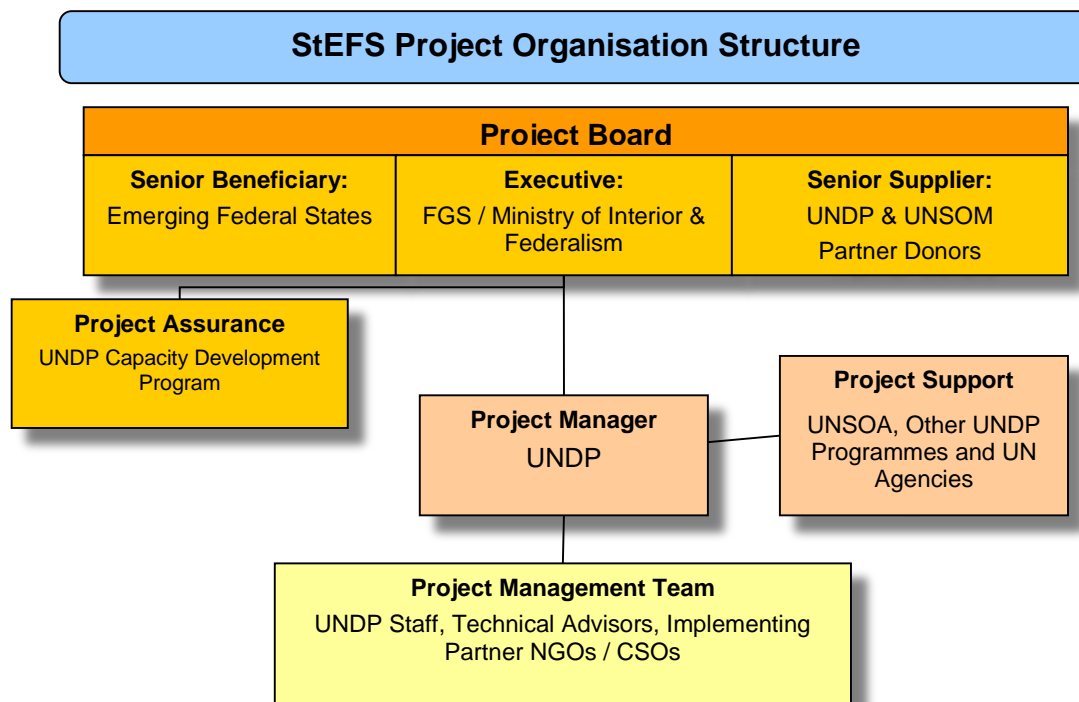 StEFS Project Organisation Structure
Project Board
Senior Beneficiary:
Emerging Federal States
Executive:
FGS / Ministry of Interior &
Federalism
Senior Supplier:
UNDP & UNSOM
Partner Donors
Project Assurance
UNDP Capacity Development
Program
Project Manager
UNDP
Project Support
UNSOA, Other UNDP
Programmes and UN
Agencies
Project Management Team
UNDP Staff, Technical Advisors, Implementing
Partner NGOs / CSOs